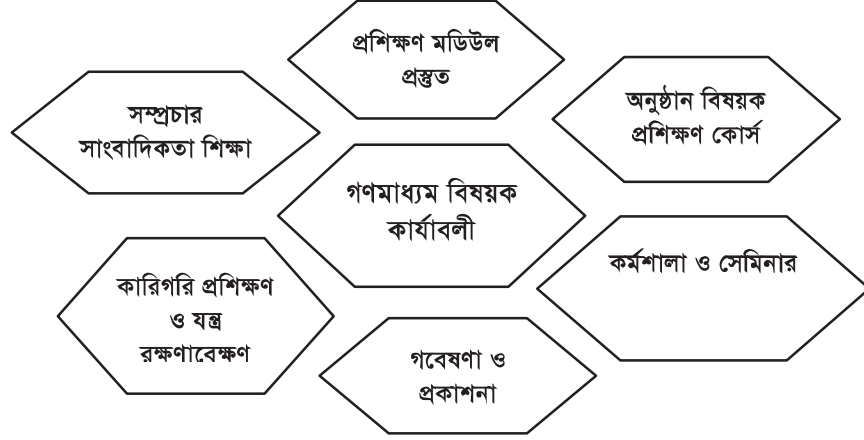 প্রশিক্ষণ মডিউল
প্রস্তুত
সম্প্রচার
সাংবাদিকতা শিক্ষা
অনুষ্ঠান বিষয়ক
প্রশিক্ষণ কোর্স
গণমাধ্যম বিষয়ক
কার্যাবলী
কর্মশালা ও সেমিনার
কারিগরি প্রশিক্ষণ
ও যন্ত্র
রক্ষণাবেক্ষণ
গবেষণা ও
প্রকাশনা